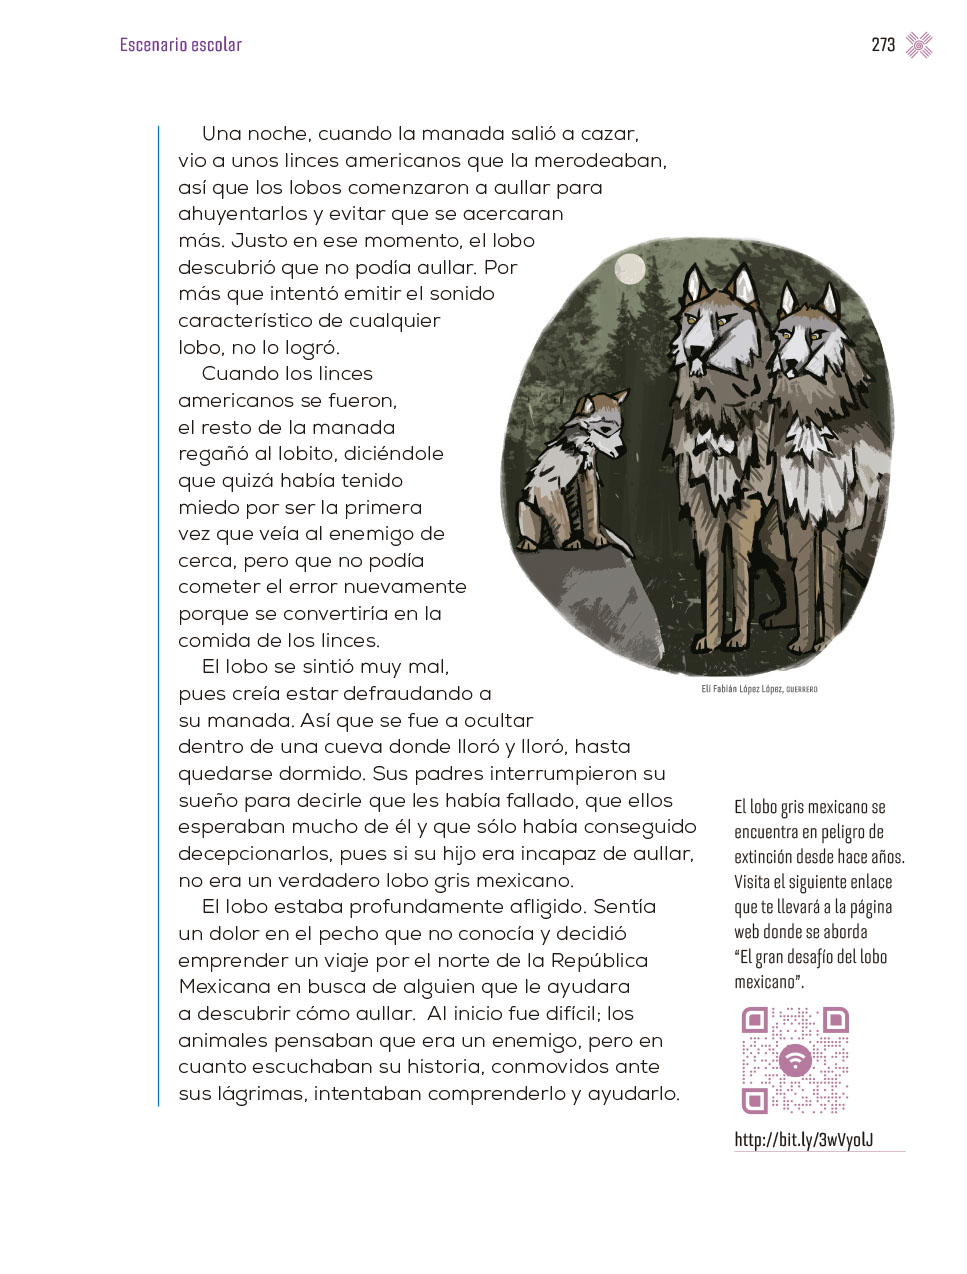 Escenario escolar
273
Una noche, cuando la manada salió a cazar,
vio a unos linces americanos que la merodeaban,
así que los lobos comenzaron a aullar para
ahuyentarlos y evitar que se acercaran
más. Justo en ese momento, el lobo
descubrió que no podía aullar. Por
más que intentó emitir el sonido
característico de cualquier
lobo, no lo logró.
Cuando los linces
americanos se fueron,
el resto de la manada
regañó al lobito, diciéndole
que quizá había tenido
miedo por ser la primera
vez que veía al enemigo de
cerca, pero que no podía
cometer el error nuevamente
porque se convertiría en la
comida de los linces.
El lobo se sintió muy mal,
pues creía estar defraudando a
su manada. Así que se fue a ocultar
dentro de una cueva donde lloró y lloró, hasta
quedarse dormido. Sus padres interrumpieron su
sueño para decirle que les había fallado, que ellos
esperaban mucho de él y que sólo había conseguido
decepcionarlos, pues si su hijo era incapaz de aullar,
no era un verdadero lobo gris mexicano.
El lobo estaba profundamente afligido. Sentía
un dolor en el pecho que no conocía y decidió
emprender un viaje por el norte de la República
Mexicana en busca de alguien que le ayudara
a descubrir cómo aullar. Al inicio fue difícil; los
animales pensaban que era un enemigo, pero en
cuanto escuchaban su historia, conmovidos ante
sus lágrimas, intentaban comprenderlo y ayudarlo.
Elí Fabián López López, GUERRERO
El lobo gris mexicano se
encuentra en peligro de
extinción desde hace años.
Visita el siguiente enlace
que te llevará a la página
web donde se aborda
“El gran desafío del lobo
mexicano”.
http://bit.ly/3wVyolJ